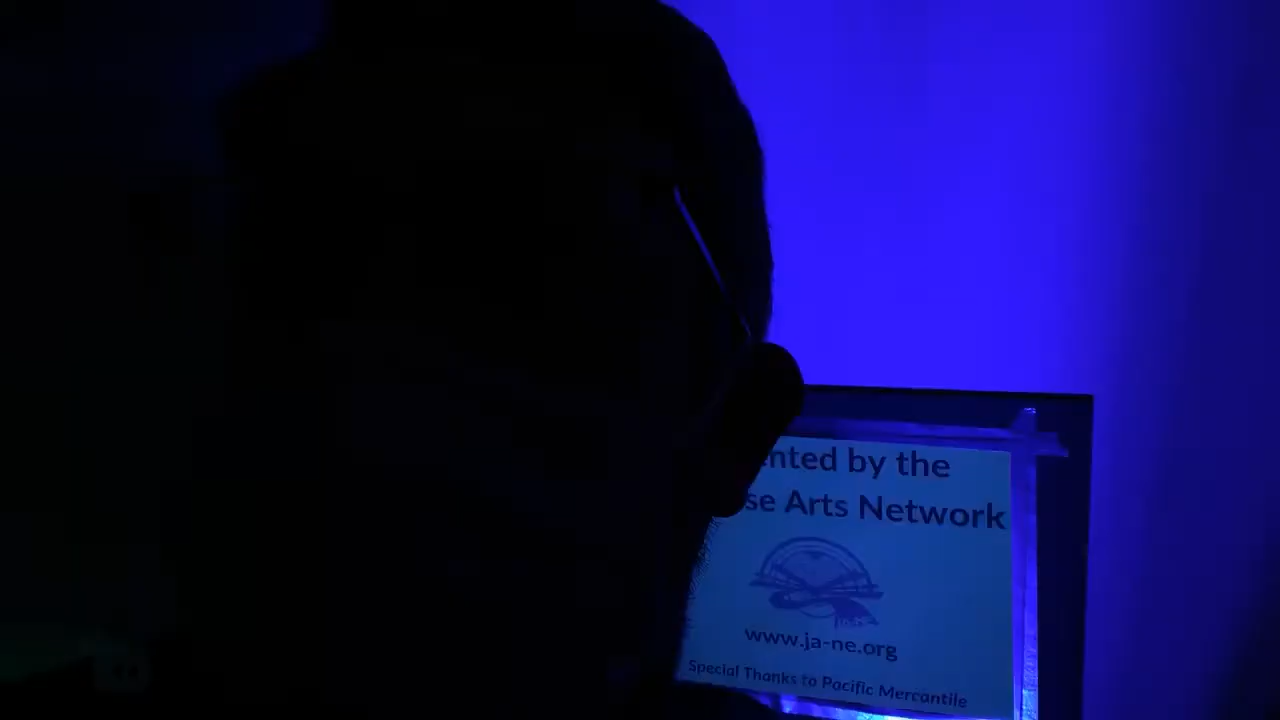 nted by the
se Arts Network
www.ja-ne.org
Special Thanks to Pacific Mercantile